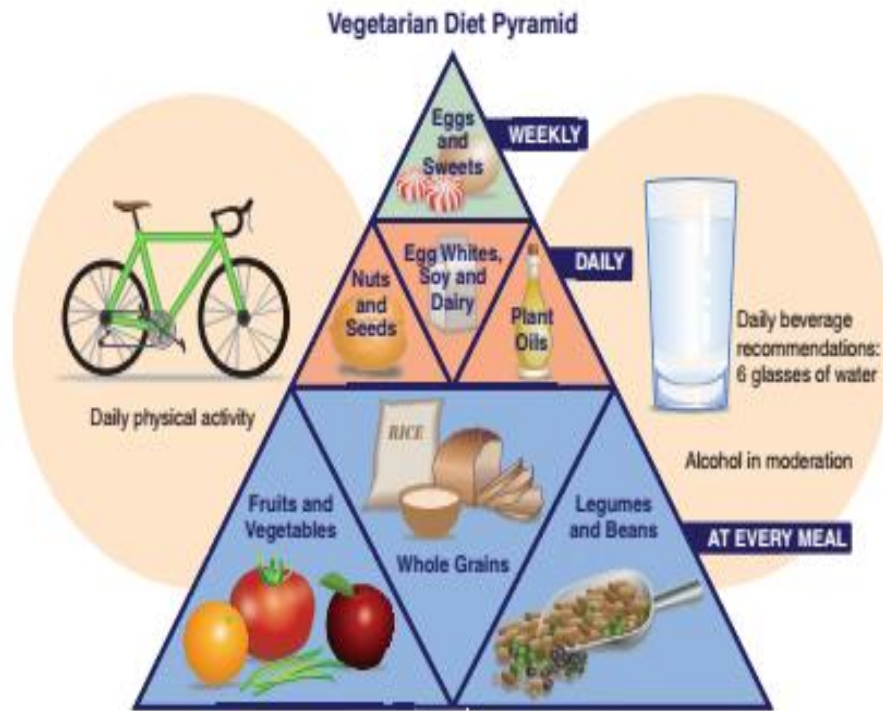 Vegetarian Diet Pyramid
Eggs
and
Sweets
WEEKLY
Nuts
and
Seeds
Egg Whites,
Soy and
Dairy
Plant
Oils
DAILY
Daily physical activity
Daily beverage
recommendations:
6 glasses of water
Alcohol in moderation
RICE
Fruits and
Vegetables
Whole Grains
Legumes
and Beans
AT EVERY MEAL